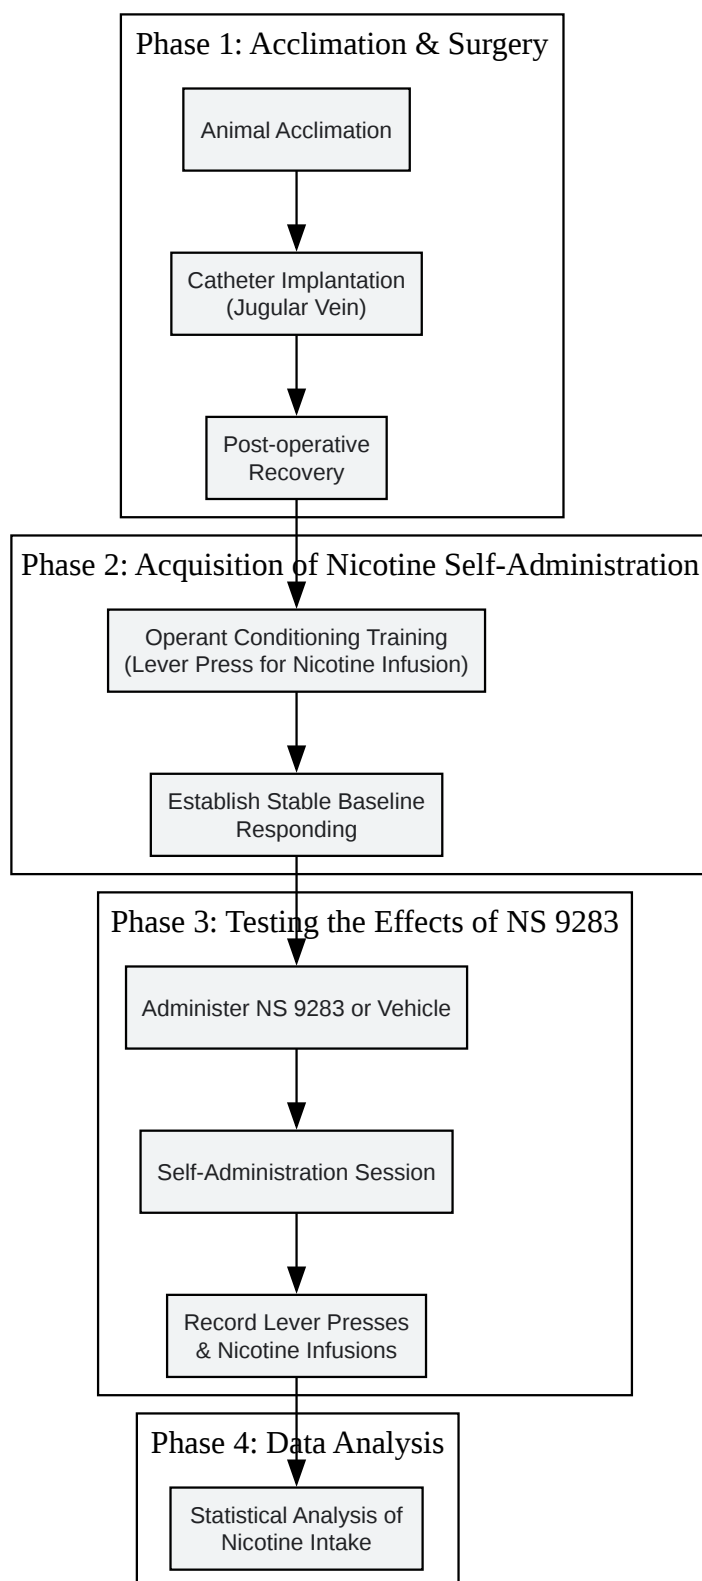 Phase 1: Acclimation & Surgery
Animal Acclimation
Catheter Implantation
(Jugular Vein)
Post-operative
Recovery
Phase 2: Acquisition of Nicotine Self-Administration
Operant Conditioning Training
(Lever Press for Nicotine Infusion)
Establish Stable Baseline
Responding
Phase 3: Testing the Effects of NS 9283
Administer NS 9283 or Vehicle
Self-Administration Session
Record Lever Presses
& Nicotine Infusions
Phase 4: Data Analysis
Statistical Analysis of
Nicotine Intake